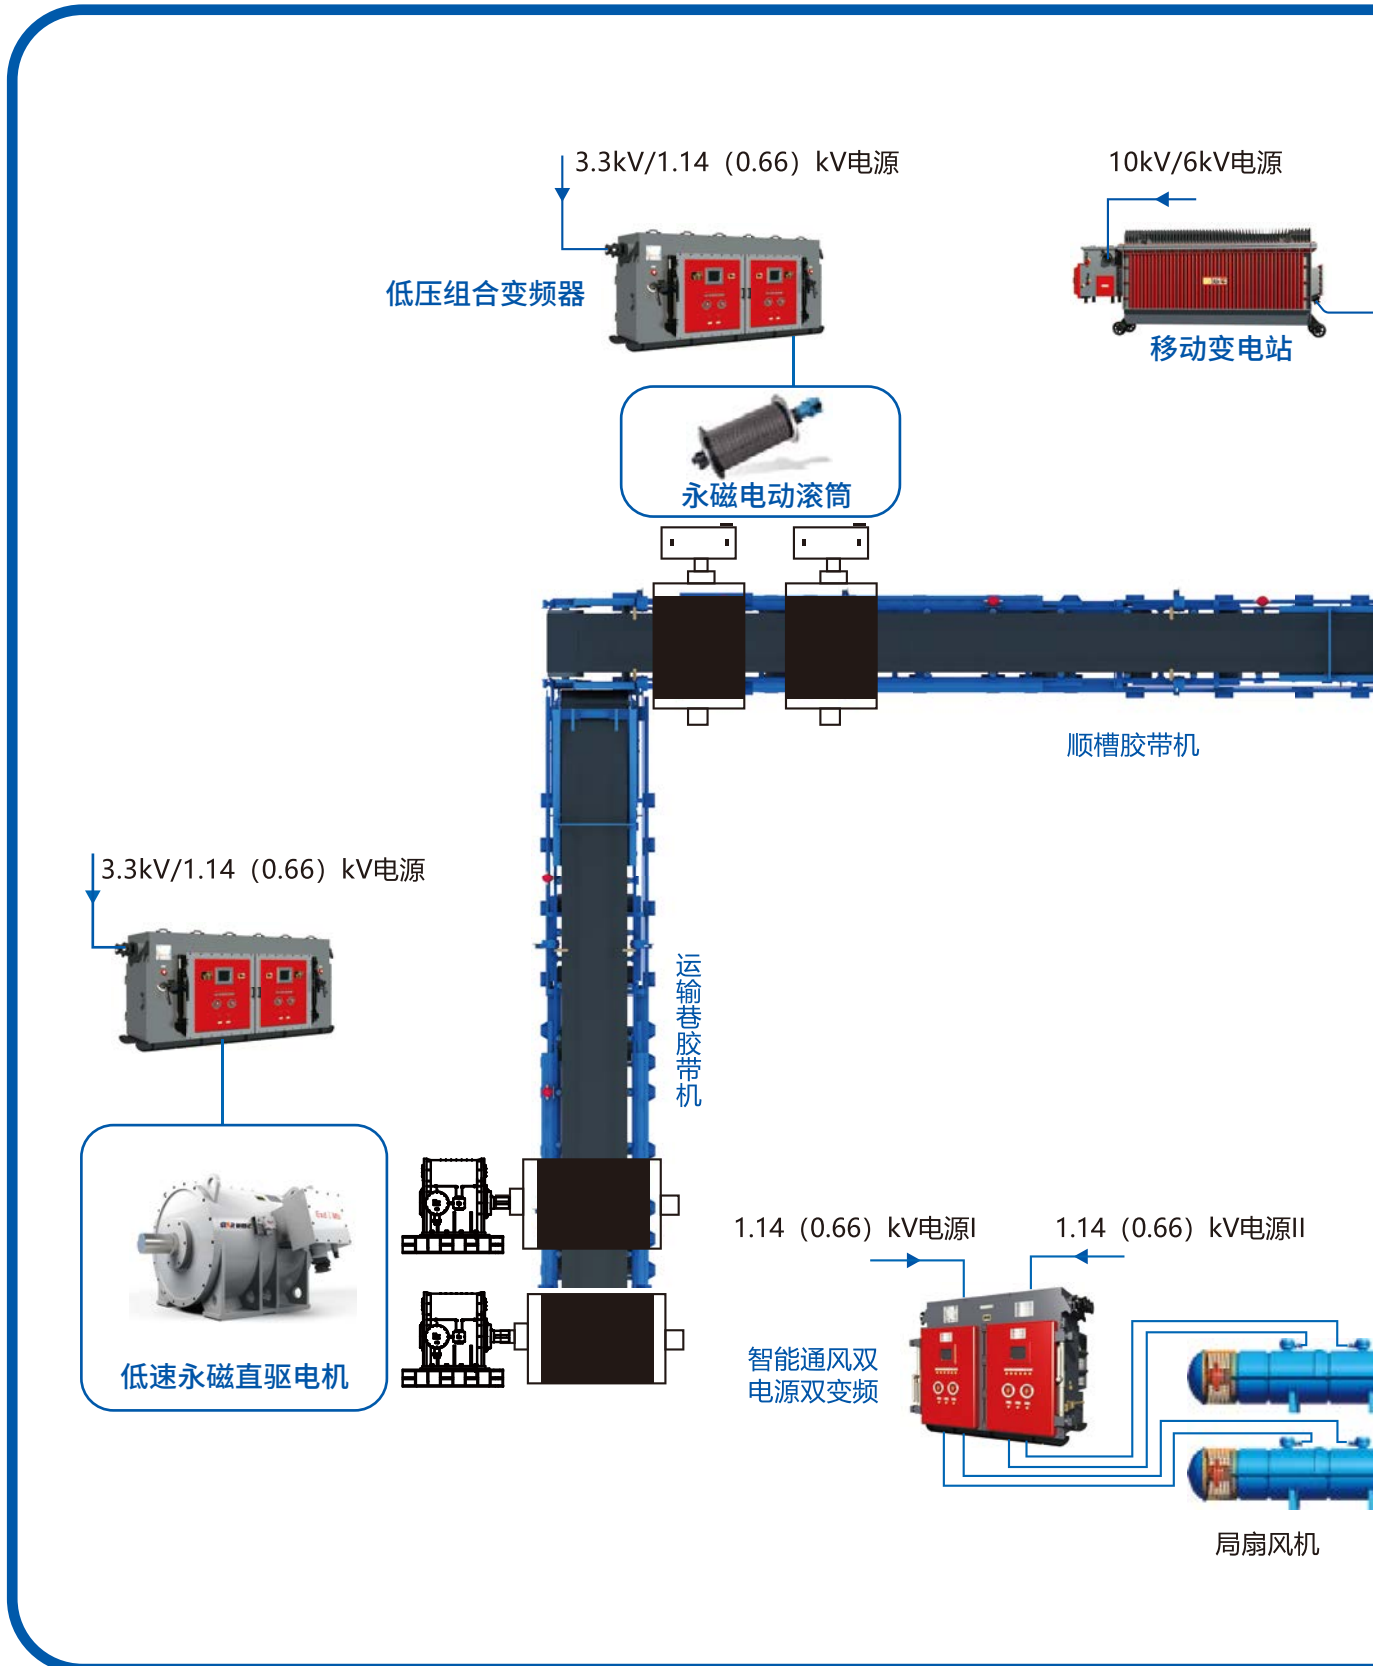 3.3kV/1.14（0.66）kV电源
10kV/6kV电源
低压组合变频器
移动变电站
永磁电动滚筒
顺槽胶带机
3.3kV/1.14（0.66）kV电源
运输巷胶带机
1.14（0.66）kV电源I
1.14（0.66）kV电源II
智能通风双
电源双变频
低速永磁直驱电机
局扇风机